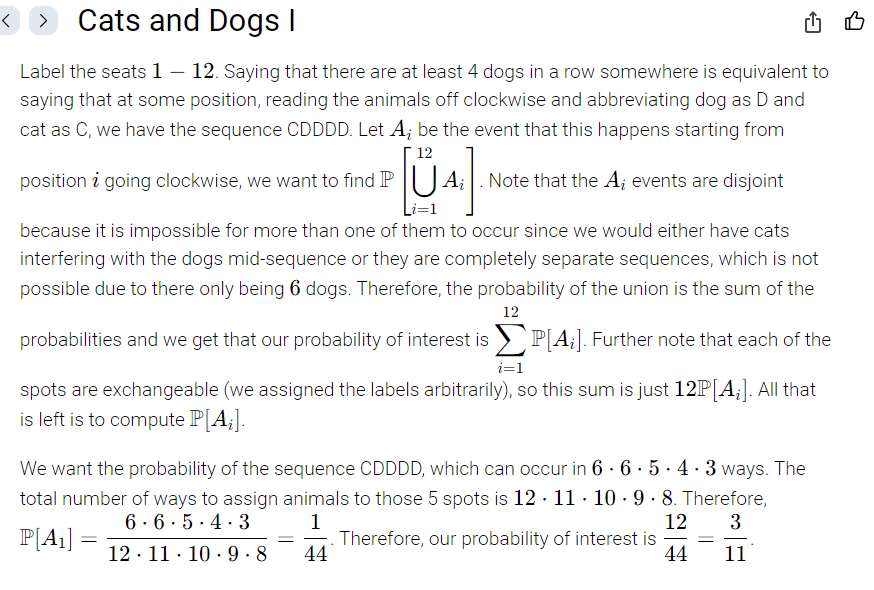 < > Cats and Dogs I
Label the seats 1 − 12. Saying that there are at least 4 dogs in a row somewhere is equivalent to
saying that at some position, reading the animals off clockwise and abbreviating dog as D and
cat as C, we have the sequence CDDDD. Let $A_i$ be the event that this happens starting from
position $i$ going clockwise, we want to find $\mathbb{P}\left[\bigcup_{i=1}^{12} A_i\right]$. Note that the $A_i$ events are disjoint
because it is impossible for more than one of them to occur since we would either have cats
interfering with the dogs mid-sequence or they are completely separate sequences, which is not
possible due to there only being 6 dogs. Therefore, the probability of the union is the sum of the
probabilities and we get that our probability of interest is $\sum_{i=1}^{12} \mathbb{P}[A_i]$. Further note that each of the
spots are exchangeable (we assigned the labels arbitrarily), so this sum is just $12\mathbb{P}[A_i]$. All that
is left is to compute $\mathbb{P}[A_i]$.
We want the probability of the sequence CDDDD, which can occur in $6 \cdot 6 \cdot 5 \cdot 4 \cdot 3$ ways. The
total number of ways to assign animals to those 5 spots is $12 \cdot 11 \cdot 10 \cdot 9 \cdot 8$. Therefore,
$\mathbb{P}[A_1] = \frac{6 \cdot 6 \cdot 5 \cdot 4 \cdot 3}{12 \cdot 11 \cdot 10 \cdot 9 \cdot 8} = \frac{1}{44}$. Therefore, our probability of interest is $\frac{12}{44} = \frac{3}{11}$.